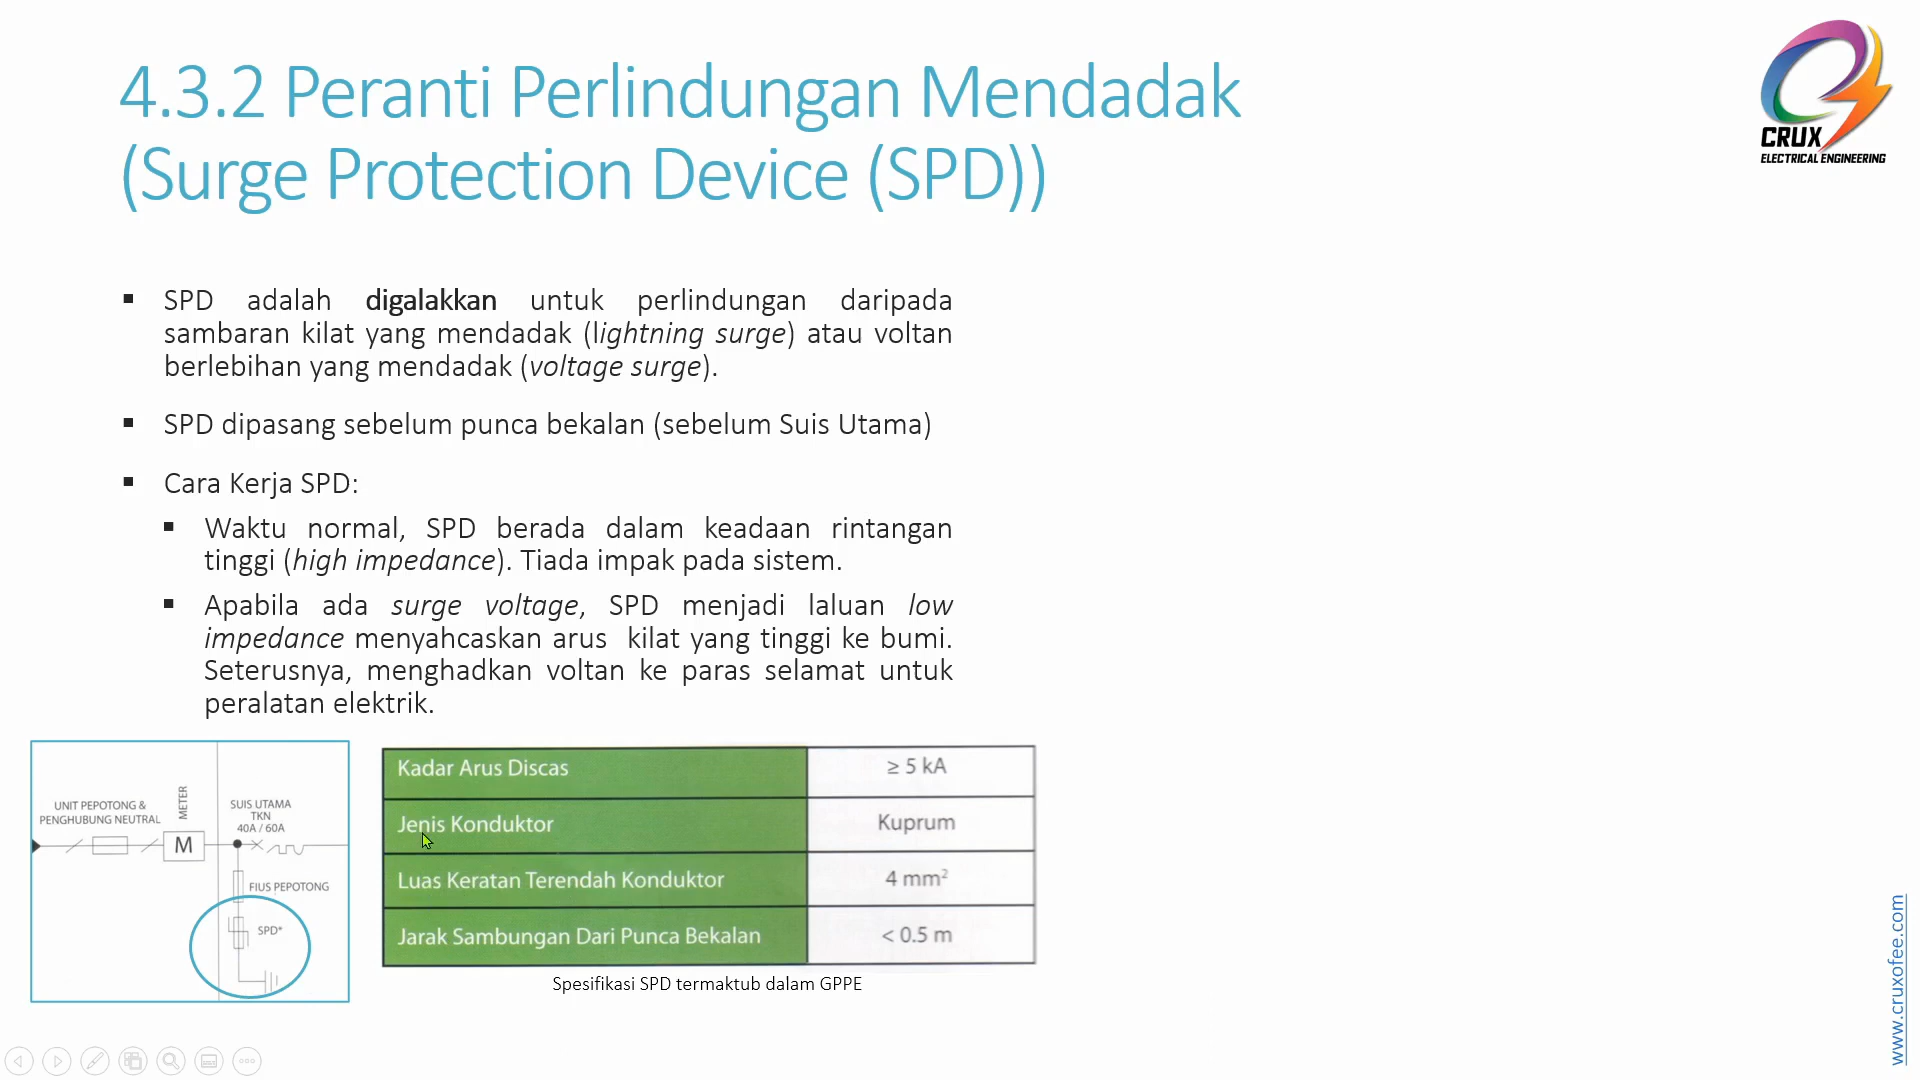 4.3.2 Peranti Perlindungan Mendadak
(Surge Protection Device (SPD))
CRUX
ELECTRICAL ENGINEERING
▪ SPD adalah digalakkan untuk perlindungan daripada
sambaran kilat yang mendadak (lightning surge) atau voltan
berlebihan yang mendadak (voltage surge).
▪ SPD dipasang sebelum punca bekalan (sebelum Suis Utama)
▪ Cara Kerja SPD:
▪ Waktu normal, SPD berada dalam keadaan rintangan
tinggi (high impedance). Tiada impak pada sistem.
▪ Apabila ada surge voltage, SPD menjadi laluan low
impedance menyahcaskan arus kilat yang tinggi ke bumi.
Seterusnya, menghadkan voltan ke paras selamat untuk
peralatan elektrik.
UNIT PEPOTONG &
PENGHUBUNG NEUTRAL
METER
M
SUIS UTAMA
TKN
40A / 60A
FIUS PEPOTONG
SPD*
Kadar Arus Discas ≥ 5 kA
Jenis Konduktor Kuprum
Luas Keratan Terendah Konduktor 4 mm²
Jarak Sambungan Dari Punca Bekalan < 0.5 m
Spesifikasi SPD termaktub dalam GPPE
www.cruxofee.com